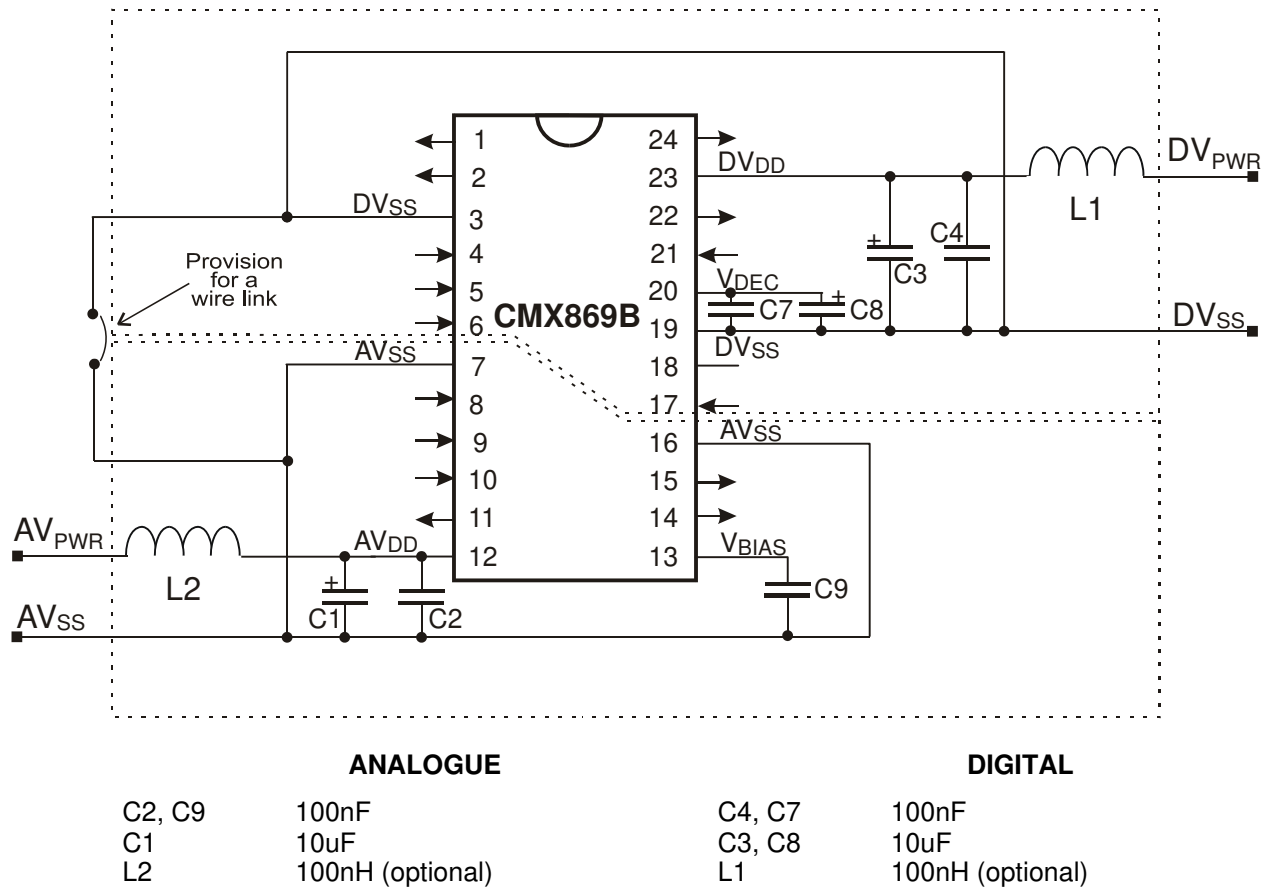 DVSS
Provision
for a
wire link
AVSS
AVPWR
L2
AVDD
AVSS
C1
C2
1
2
3
4
5
6
7
8
9
10
11
12
CMX869B
24
23
22
21
20
19
18
17
16
15
14
13
DVDD
DVPWR
L1
C4
+
C3
VDEC
+
C7
C8
DVSS
DVSS
AVSS
VBIAS
C9
+
ANALOGUE
DIGITAL
C2, C9 100nF
C4, C7 100nF
C1 10uF
C3, C8 10uF
L2 100nH (optional)
L1 100nH (optional)